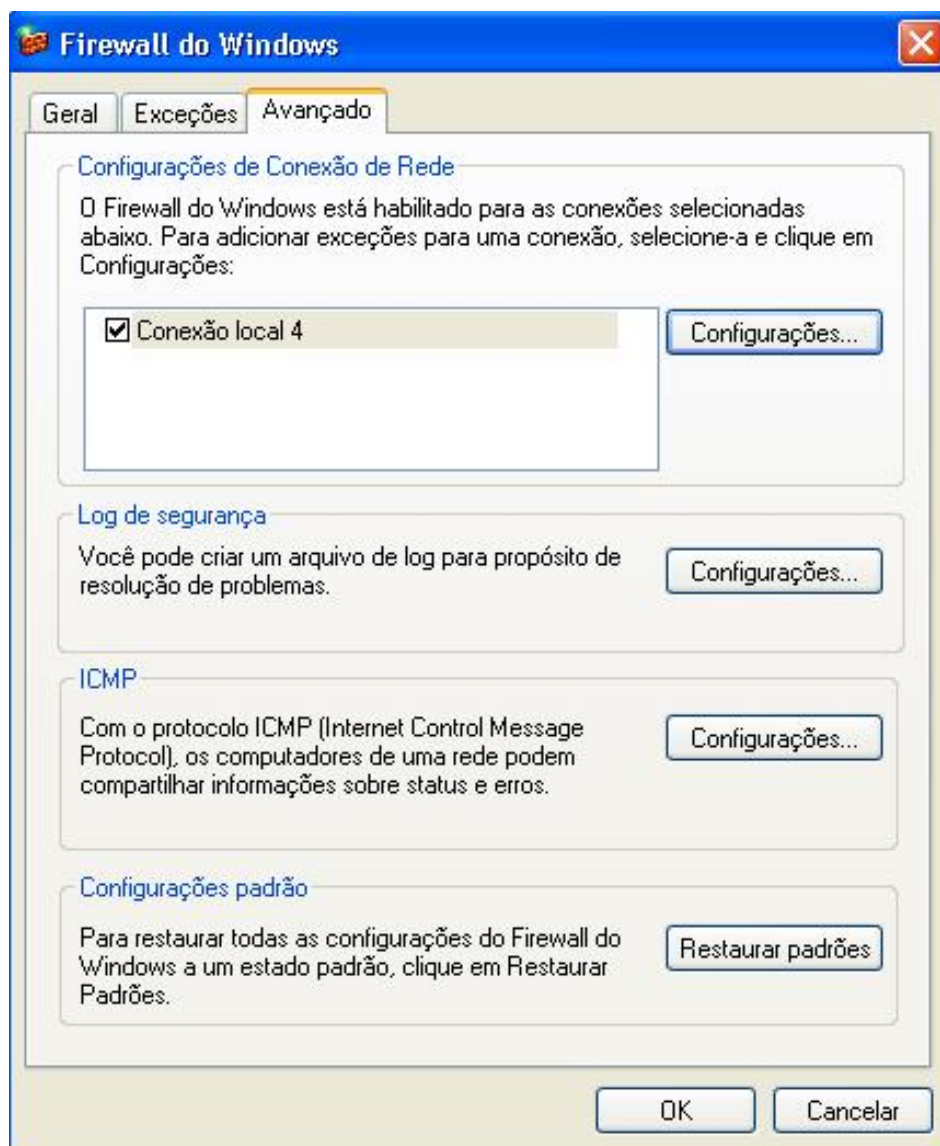 Firewall do Windows
Geral
Exceções
Avançado
Configurações de Conexão de Rede
O Firewall do Windows está habilitado para as conexões selecionadas
abaixo. Para adicionar exceções para uma conexão, selecione-a e clique em
Configurações:
Conexão local 4
Configurações...
Log de segurança
Você pode criar um arquivo de log para propósito de
resolução de problemas.
Configurações...
ICMP
Com o protocolo ICMP (Internet Control Message
Protocol), os computadores de uma rede podem
compartilhar informações sobre status e erros.
Configurações...
Configurações padrão
Para restaurar todas as configurações do Firewall do
Windows a um estado padrão, clique em Restaurar
Padrões.
Restaurar padrões
OK
Cancelar